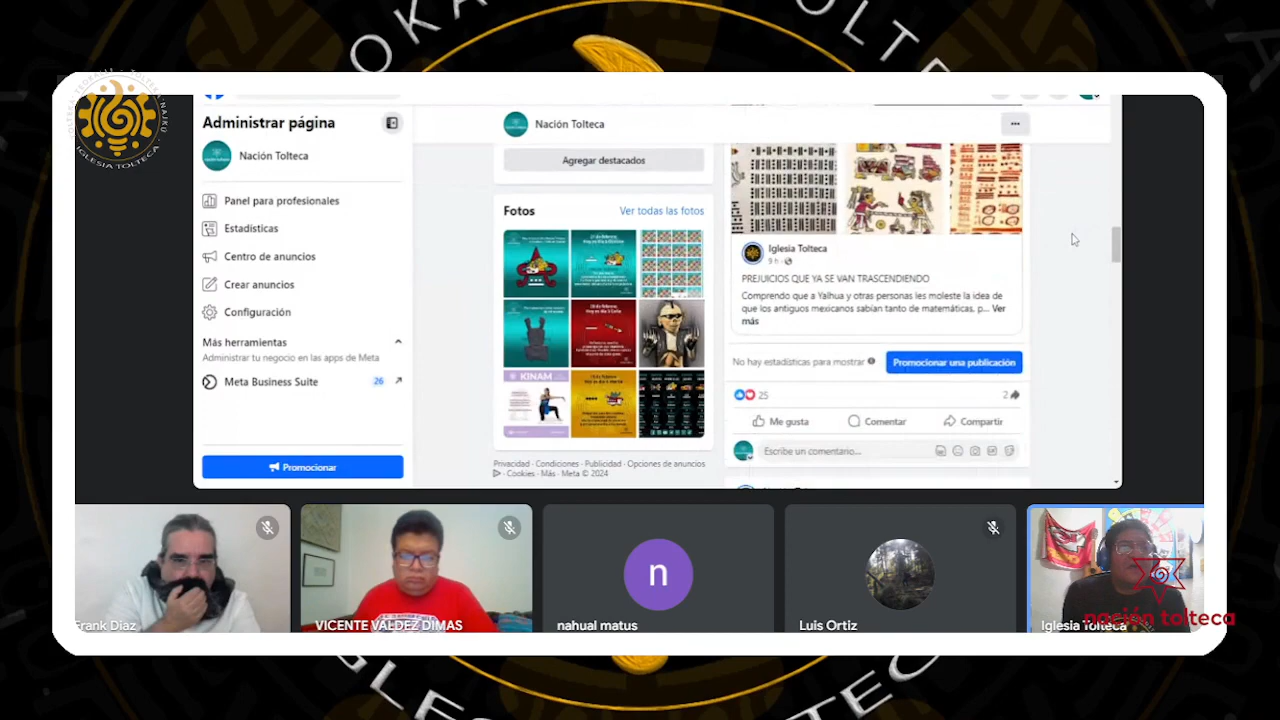 OKA
OLTE
TOLTEKA
IGLESIA TOLTECA
Administrar página
Nación Tolteca
Panel para profesionales
Estadísticas
Centro de anuncios
Crear anuncios
Configuración
Más herramientas
Administrar tu negocio en las apps de Meta
Meta Business Suite
26
Promocionar
Nación Tolteca
Agregar destacados
Fotos
Ver todas las fotos
KINAM
Privacidad · Condiciones · Publicidad · Opciones de anuncios
· Cookies · Más · Meta © 2024
Iglesia Tolteca
9 h ·
PREJUICIOS QUE YA SE VAN TRASCENDIENDO
Comprendo que a Yalhua y otras personas les moleste la idea de
que los antiguos mexicanos sabían tanto de matemáticas, p... Ver
más
No hay estadísticas para mostrar
Promocionar una publicación
25
2
Me gusta
Comentar
Compartir
Escribe un comentario...
Frank Diaz
VICENTE VALDEZ DIMAS
n
nahual matus
Luis Ortiz
Iglesia Tolteca
nación tolteca